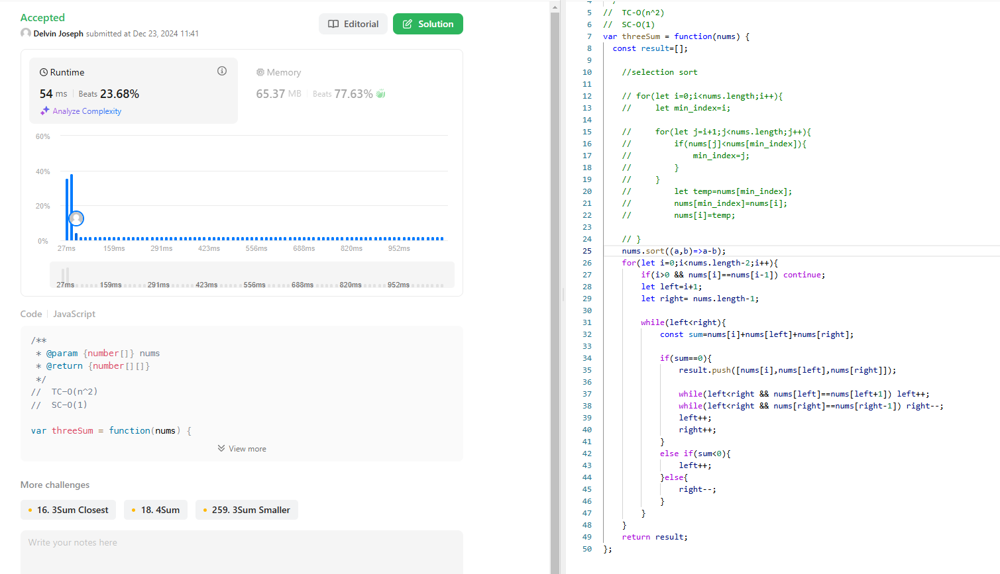 Accepted
Delvin Joseph submitted at Dec 23, 2024 11:41
Editorial
Solution
Runtime
54 ms Beats 23.68%
Analyze Complexity
Memory
65.37 MB Beats 77.63%
60%
40%
20%
0%
27ms 159ms 291ms 423ms 556ms 688ms 820ms 952ms
27ms 159ms 291ms 423ms 556ms 688ms 820ms 952ms
Code JavaScript
/**
 * @param {number[]} nums
 * @return {number[][]}
 */
//  TC-O(n^2)
//  SC-O(1)
var threeSum = function(nums) {
View more
More challenges
16. 3Sum Closest
18. 4Sum
259. 3Sum Smaller
Write your notes here
5 //  TC-O(n^2)
6 //  SC-O(1)
7 var threeSum = function(nums) {
8   const result=[];
9
10     //selection sort
11
12     // for(let i=0;i<nums.length;i++){
13     //     let min_index=i;
14
15     //     for(let j=i+1;j<nums.length;j++){
16     //         if(nums[j]<nums[min_index]){
17     //             min_index=j;
18     //         }
19     //     }
20     //         let temp=nums[min_index];
21     //         nums[min_index]=nums[i];
22     //         nums[i]=temp;
23
24     // }
25     nums.sort((a,b)=>a-b);
26     for(let i=0;i<nums.length-2;i++){
27         if(i>0 && nums[i]==nums[i-1]) continue;
28         let left=i+1;
29         let right= nums.length-1;
30
31         while(left<right){
32             const sum=nums[i]+nums[left]+nums[right];
33
34             if(sum==0){
35                 result.push([nums[i],nums[left],nums[right]]);
36
37                 while(left<right && nums[left]==nums[left+1]) left++;
38                 while(left<right && nums[right]==nums[right-1]) right--;
39                 left++;
40                 right++;
41             }
42             else if(sum<0){
43                 left++;
44             }else{
45                 right--;
46             }
47         }
48     }
49     return result;
50 };